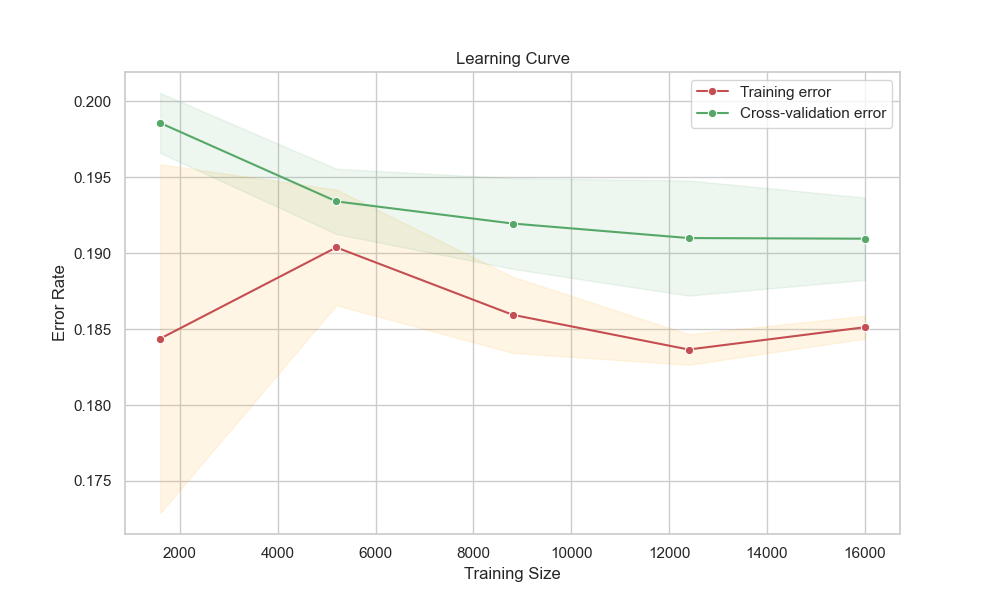 Learning Curve
Training error
Cross-validation error
0.200
0.195
0.190
0.185
0.180
0.175
Error Rate
2000 4000 6000 8000 10000 12000 14000 16000
Training Size